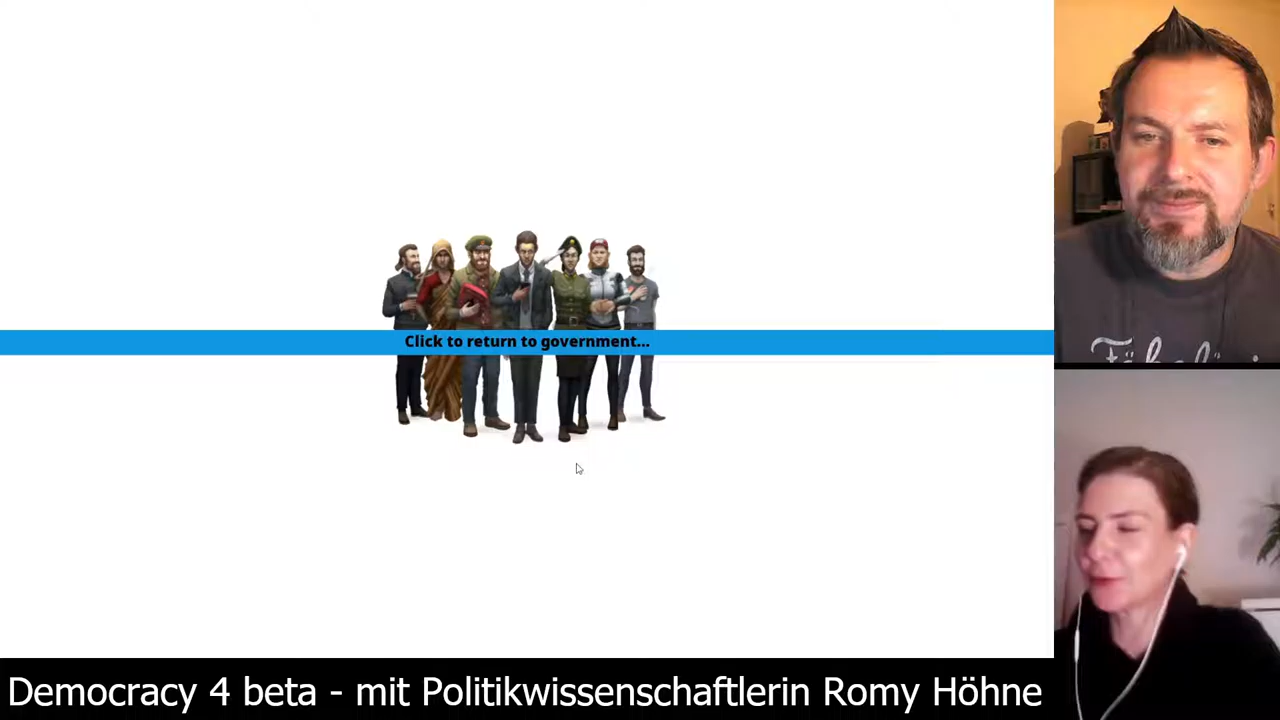 Click to return to government...
Democracy 4 beta - mit Politikwissenschaftlerin Romy Höhne